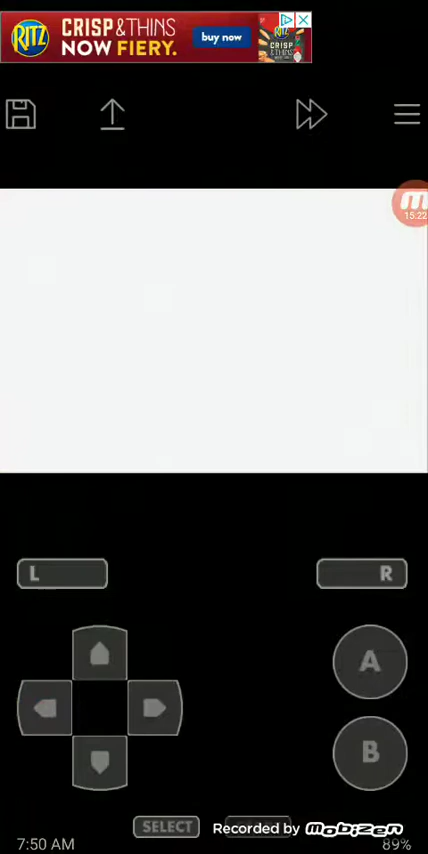 RITZ
CRISP & THINS
NOW FIERY.
buy now
RITZ
CRISP
& THINS
15:22
L
R
A
B
SELECT
Recorded by mobizen
7:50 AM
89%